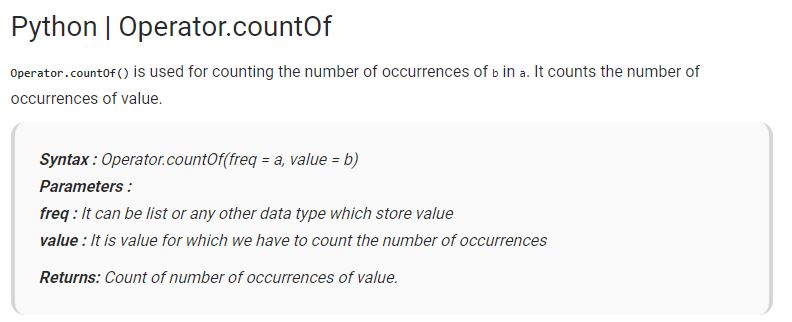 Python | Operator.countOf
Operator.countOf() is used for counting the number of occurrences of b in a. It counts the number of
occurrences of value.
Syntax : Operator.countOf(freq = a, value = b)
Parameters :
freq : It can be list or any other data type which store value
value : It is value for which we have to count the number of occurrences
Returns: Count of number of occurrences of value.